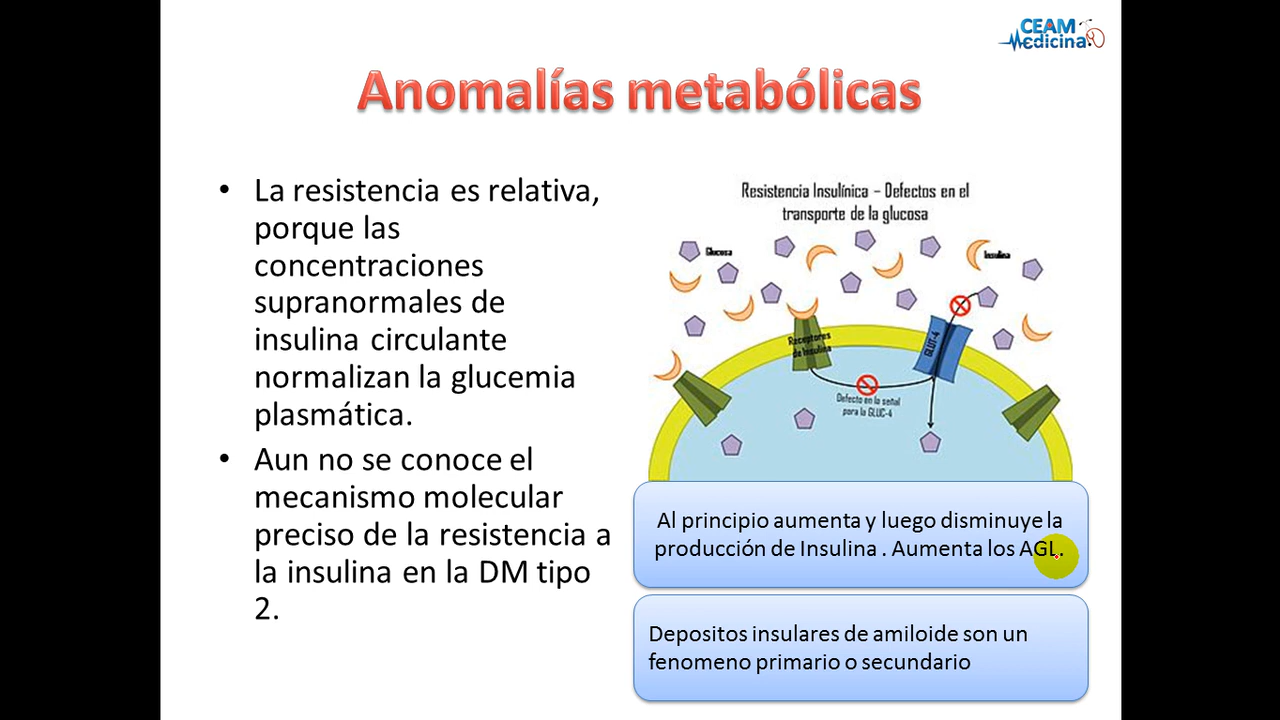 CEAM
Medicina
Anomalías metabólicas
• La resistencia es relativa,
porque las
concentraciones
supranormales de
insulina circulante
normalizan la glucemia
plasmática.
• Aun no se conoce el
mecanismo molecular
preciso de la resistencia a
la insulina en la DM tipo
2.
Resistencia Insulínica – Defectos en el
transporte de la glucosa
Glucosa
Insulina
Receptores
de Insulina
GLUT-4
Defecto en la señal
para la GLUC-4
Al principio aumenta y luego disminuye la
producción de Insulina . Aumenta los AGL.
Depositos insulares de amiloide son un
fenomeno primario o secundario